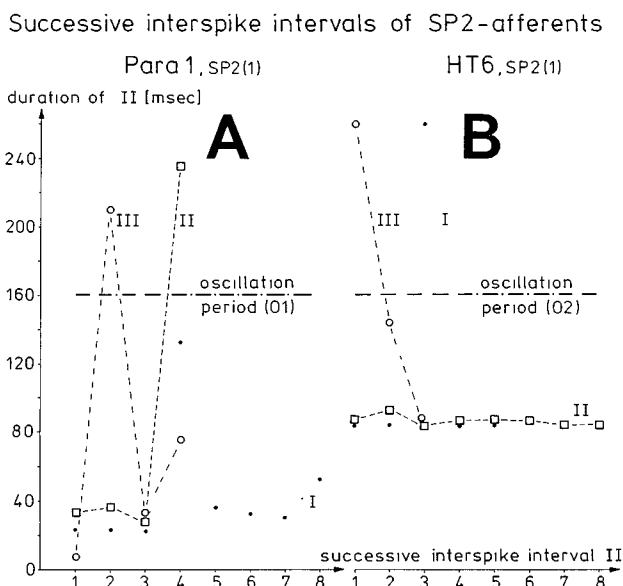 Successive interspike intervals of SP2-afferents
Para 1, SP2(1)
HT6, SP2(1)
duration of II [msec]
A
B
240
200
160
120
80
40
0
III
II
oscillation
period (01)
I
III
I
oscillation
period (02)
II
successive interspike interval II
1 2 3 4 5 6 7 8
1 2 3 4 5 6 7 8